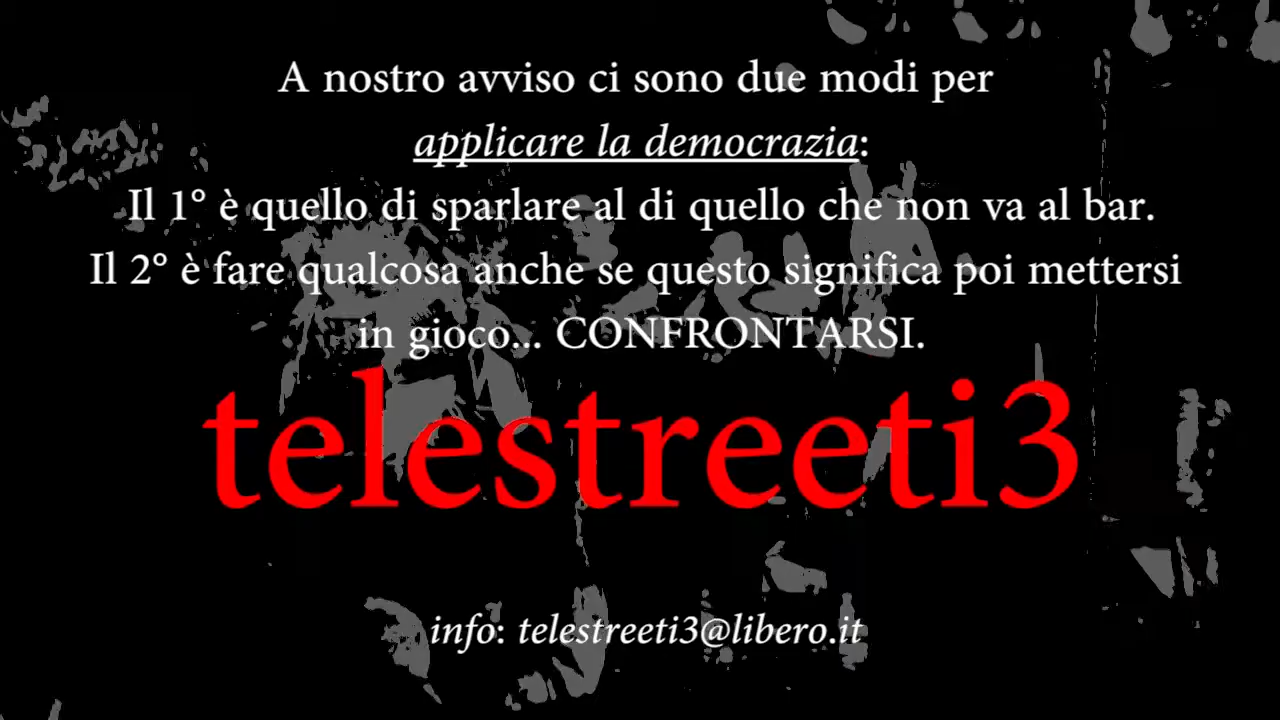 A nostro avviso ci sono due modi per
applicare la democrazia:
Il 1° è quello di sparlare al di quello che non va al bar.
Il 2° è fare qualcosa anche se questo significa poi mettersi
in gioco... CONFRONTARSI.
telestreeti3
info: telestreeti3@libero.it